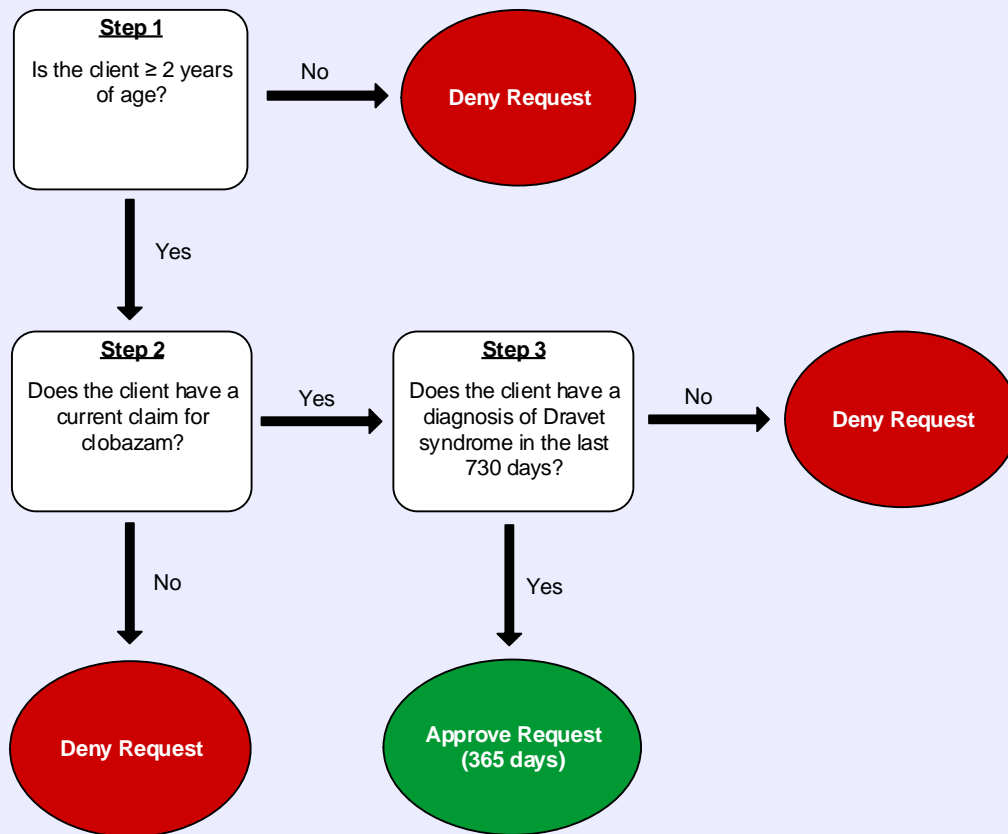 Step 1
Is the client ≥ 2 years
of age?
No
Deny Request
Yes
Step 2
Does the client have a
current claim for
clobazam?
Yes
Step 3
Does the client have a
diagnosis of Dravet
syndrome in the last
730 days?
No
Deny Request
No
Yes
Deny Request
Approve Request
(365 days)